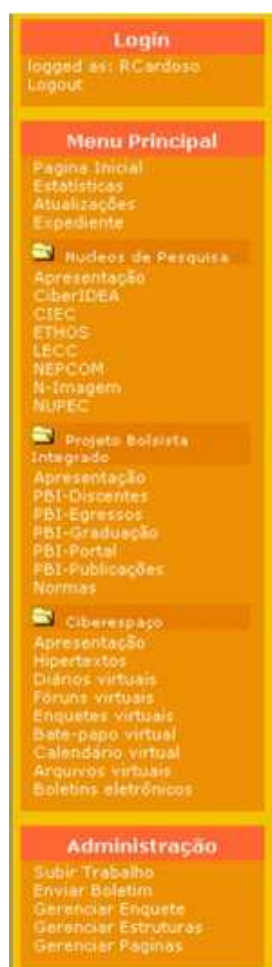 Login
logged as: RCardoso
Logout
Menu Principal
Pagina Inicial
Estatísticas
Atualizações
Expediente
Nucleos de Pesquisa
Apresentação
CiberIDEA
CIEC
ETHOS
LECC
NEPCOM
N-Imagem
NUPEC
Projeto Bolsista
Integrado
Apresentação
PBI-Discentes
PBI-Egressos
PBI-Graduação
PBI-Portal
PBI-Publicações
Normas
Ciberespaço
Apresentação
Hipertextos
Diários virtuais
Fóruns virtuais
Enquetes virtuais
Bate-papo virtual
Calendário virtual
Arquivos virtuais
Boletins eletrônicos
Administração
Subir Trabalho
Enviar Boletim
Gerenciar Enquete
Gerenciar Estruturas
Gerenciar Paginas